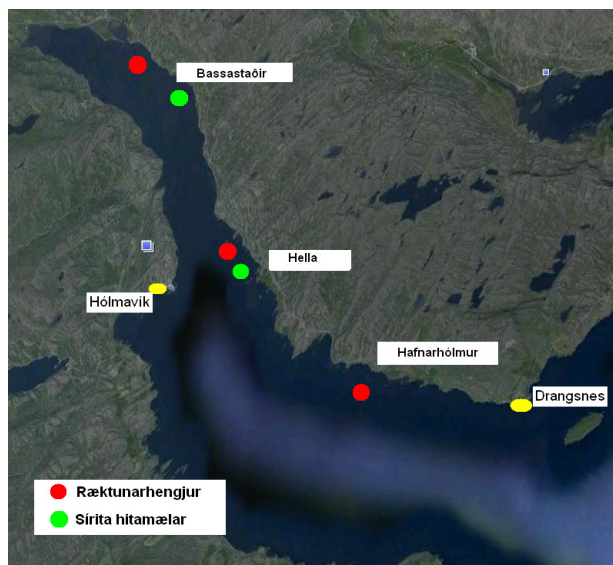 Bassastaðir
Hella
Hólmavík
Hafnarhólmur
Drangsnes
Ræktunarhengjur
Sírita hitamælar